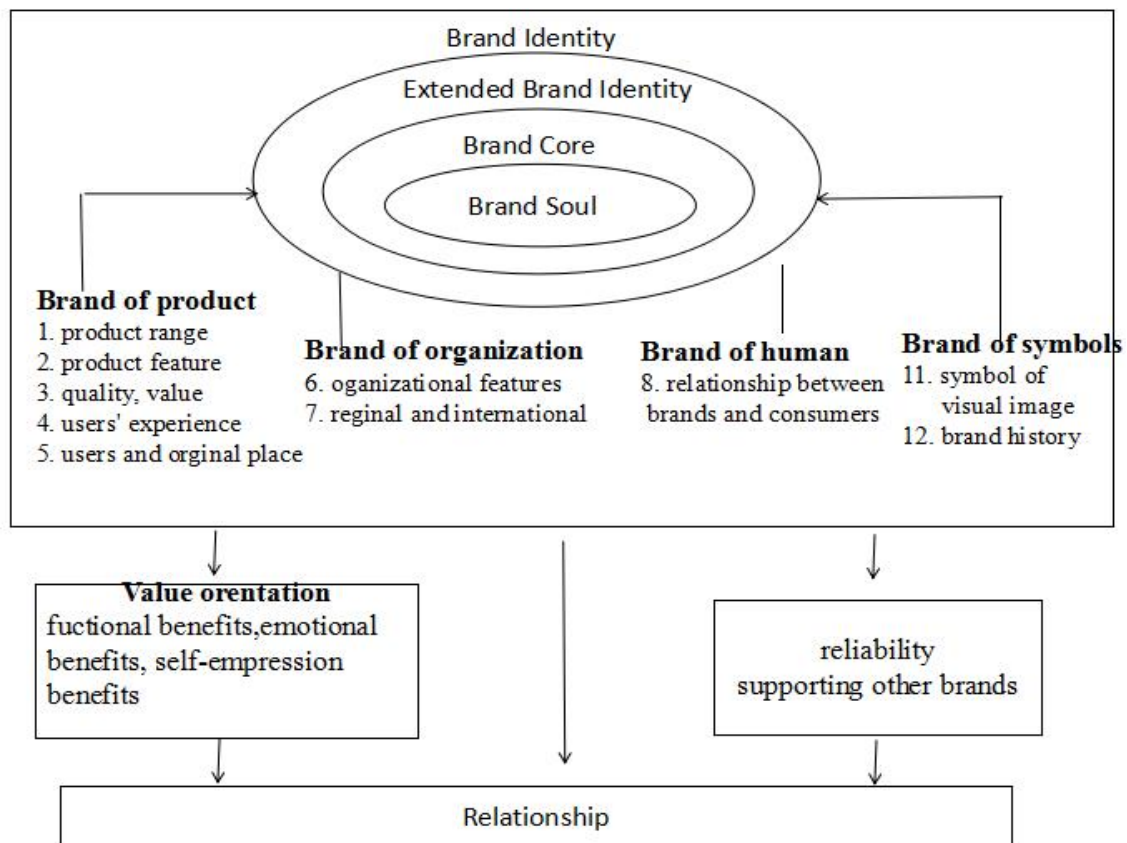 Brand Identity
Extended Brand Identity
Brand Core
Brand Soul
Brand of product
1. product range
2. product feature
3. quality, value
4. users' experience
5. users and orginal place
Brand of organization
6. oganizational features
7. reginal and international
Brand of human
8. relationship between
brands and consumers
Brand of symbols
11. symbol of
visual image
12. brand history
Value orentation
fuctional benefits,emotional
benefits, self-empression
benefits
reliability
supporting other brands
Relationship